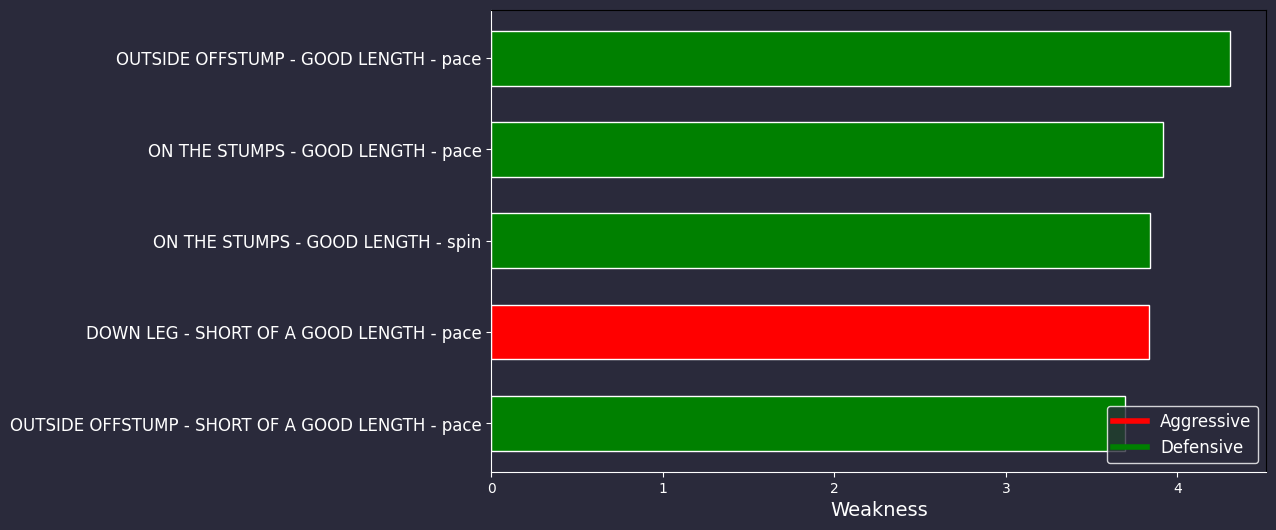 OUTSIDE OFFSTUMP - GOOD LENGTH - pace
ON THE STUMPS - GOOD LENGTH - pace
ON THE STUMPS - GOOD LENGTH - spin
DOWN LEG - SHORT OF A GOOD LENGTH - pace
OUTSIDE OFFSTUMP - SHORT OF A GOOD LENGTH - pace
Aggressive
Defensive
0 1 2 3 4
Weakness